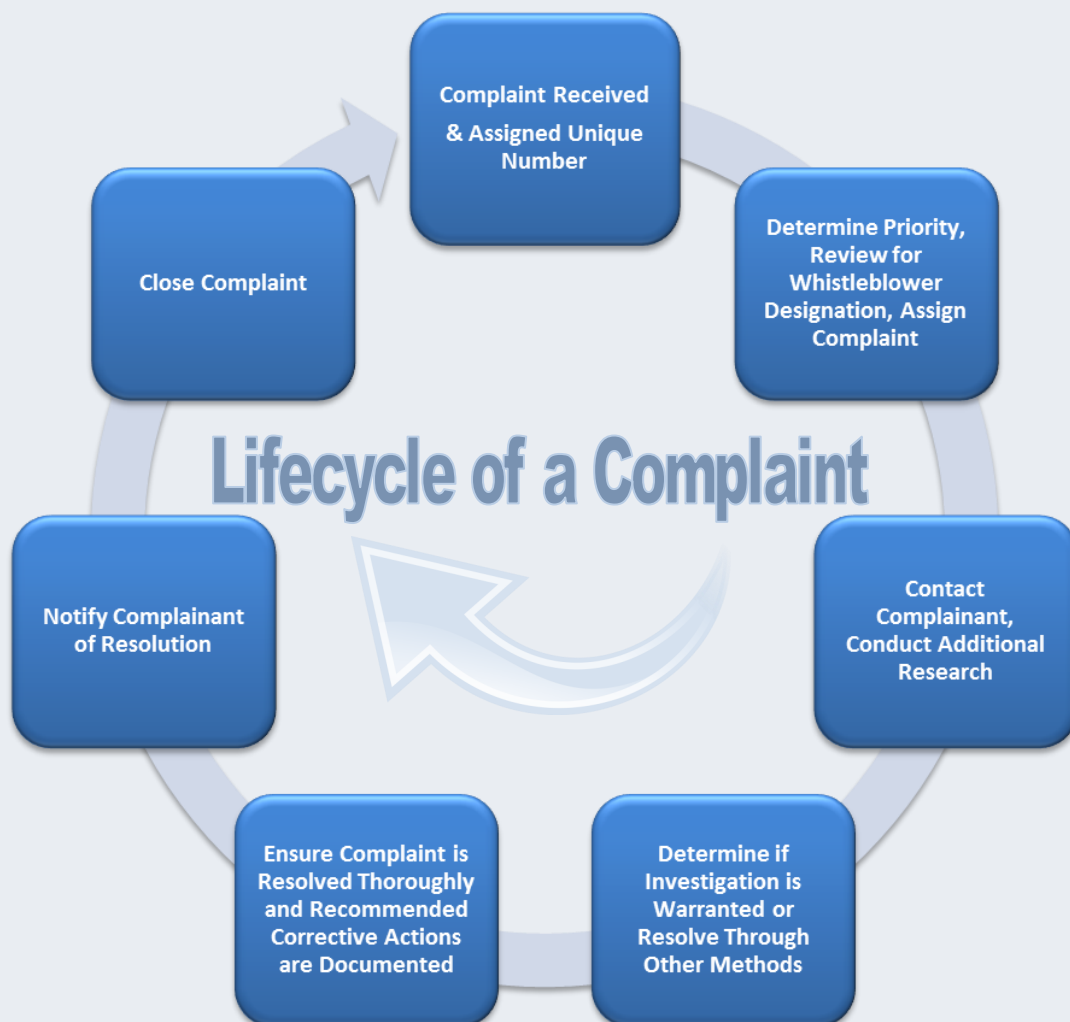 Complaint Received
& Assigned Unique
Number
Determine Priority,
Review for
Whistleblower
Designation, Assign
Complaint
Contact
Complainant,
Conduct Additional
Research
Determine if
Investigation is
Warranted or
Resolve Through
Other Methods
Ensure Complaint is
Resolved Thoroughly
and Recommended
Corrective Actions
are Documented
Notify Complainant
of Resolution
Close Complaint
Lifecycle of a Complaint